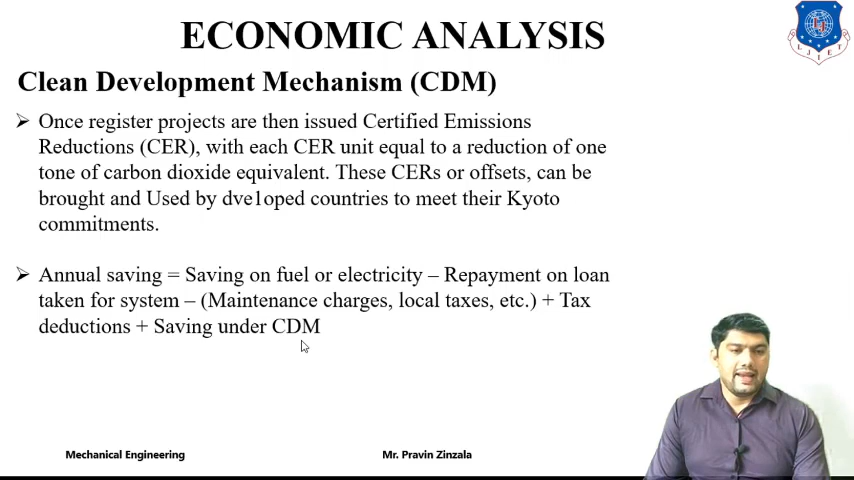 ECONOMIC ANALYSIS
LJIET
Clean Development Mechanism (CDM)
➢ Once register projects are then issued Certified Emissions
Reductions (CER), with each CER unit equal to a reduction of one
tone of carbon dioxide equivalent. These CERs or offsets, can be
brought and Used by dve1oped countries to meet their Kyoto
commitments.
➢ Annual saving = Saving on fuel or electricity – Repayment on loan
taken for system – (Maintenance charges, local taxes, etc.) + Tax
deductions + Saving under CDM
Mechanical Engineering
Mr. Pravin Zinzala